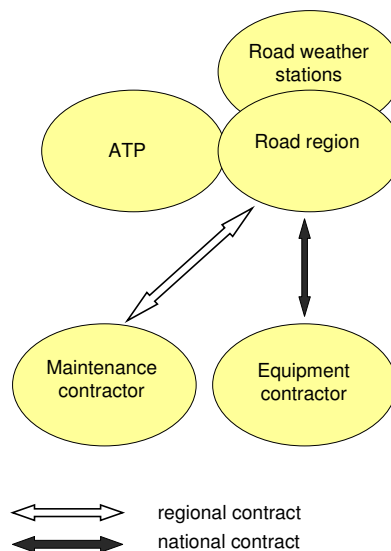 Road weather
stations
ATP
Road region
Maintenance
contractor
Equipment
contractor
regional contract
national contract